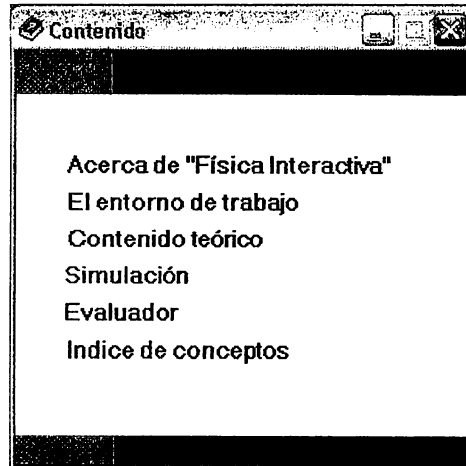 Contenido
Acerca de "Física Interactiva"
El entorno de trabajo
Contenido teórico
Simulación
Evaluador
Indice de conceptos